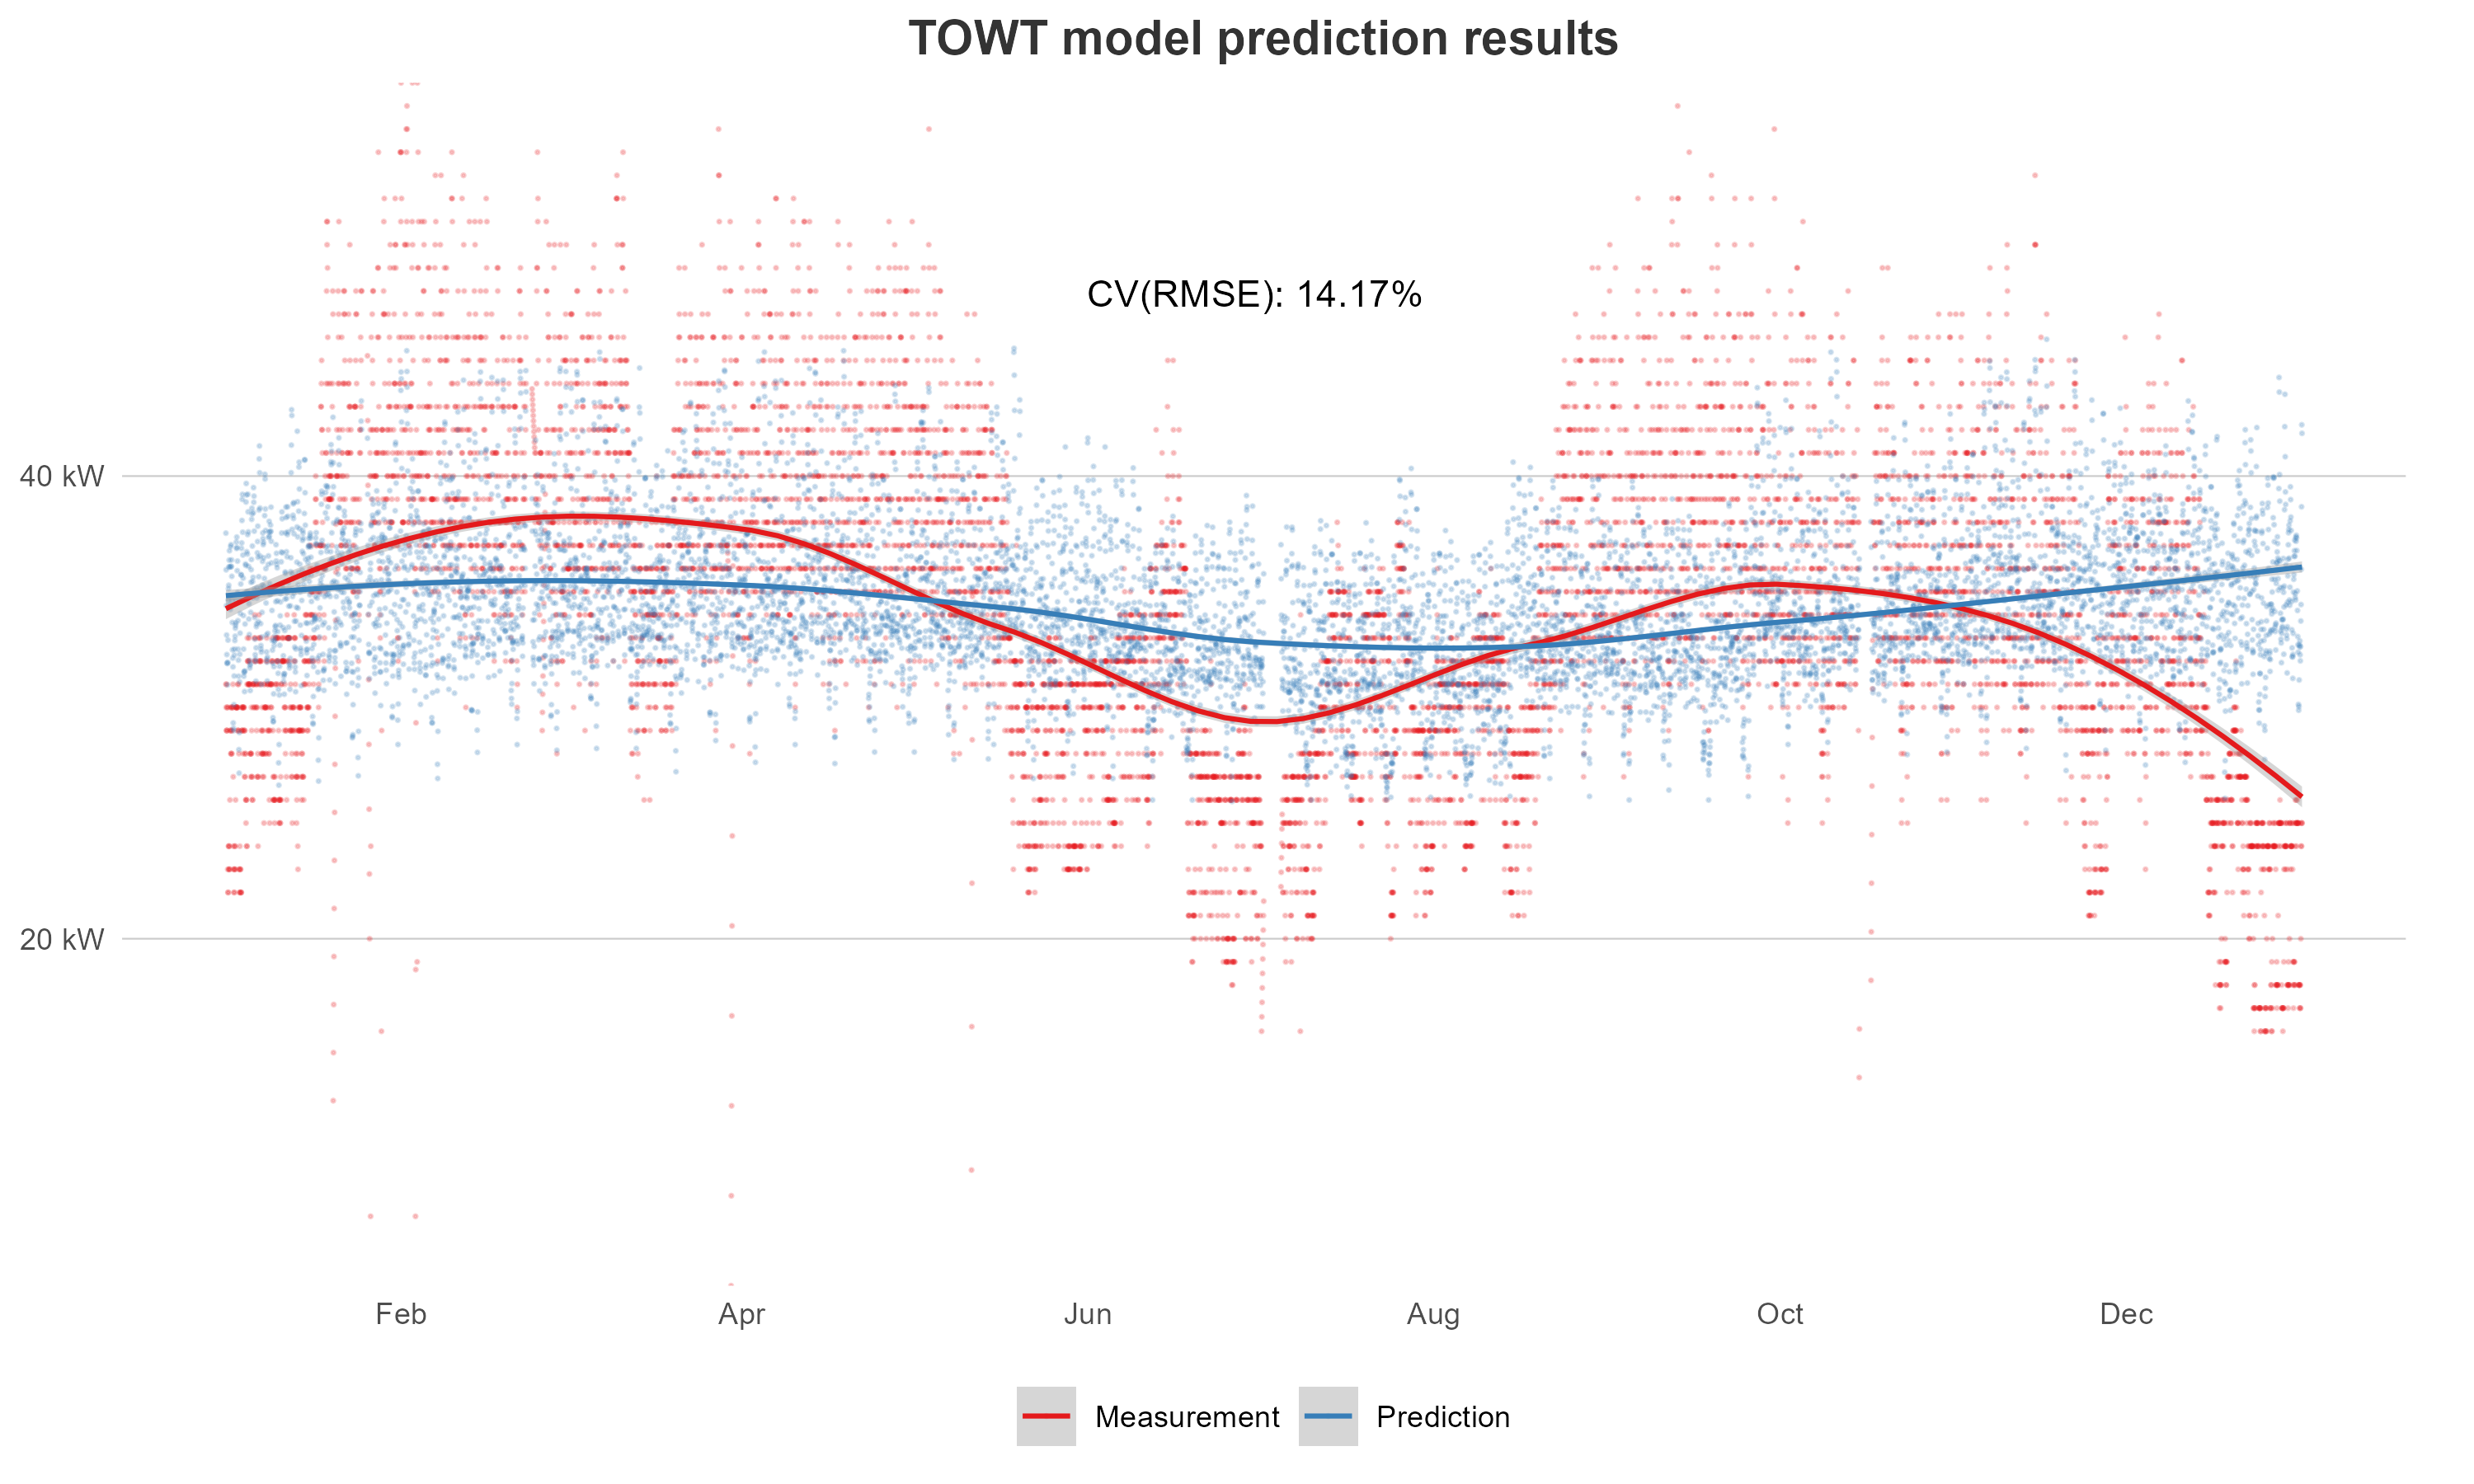 TOWT model prediction results
CV(RMSE): 14.17%
40 kW
20 kW
Feb Apr Jun Aug Oct Dec
Measurement Prediction